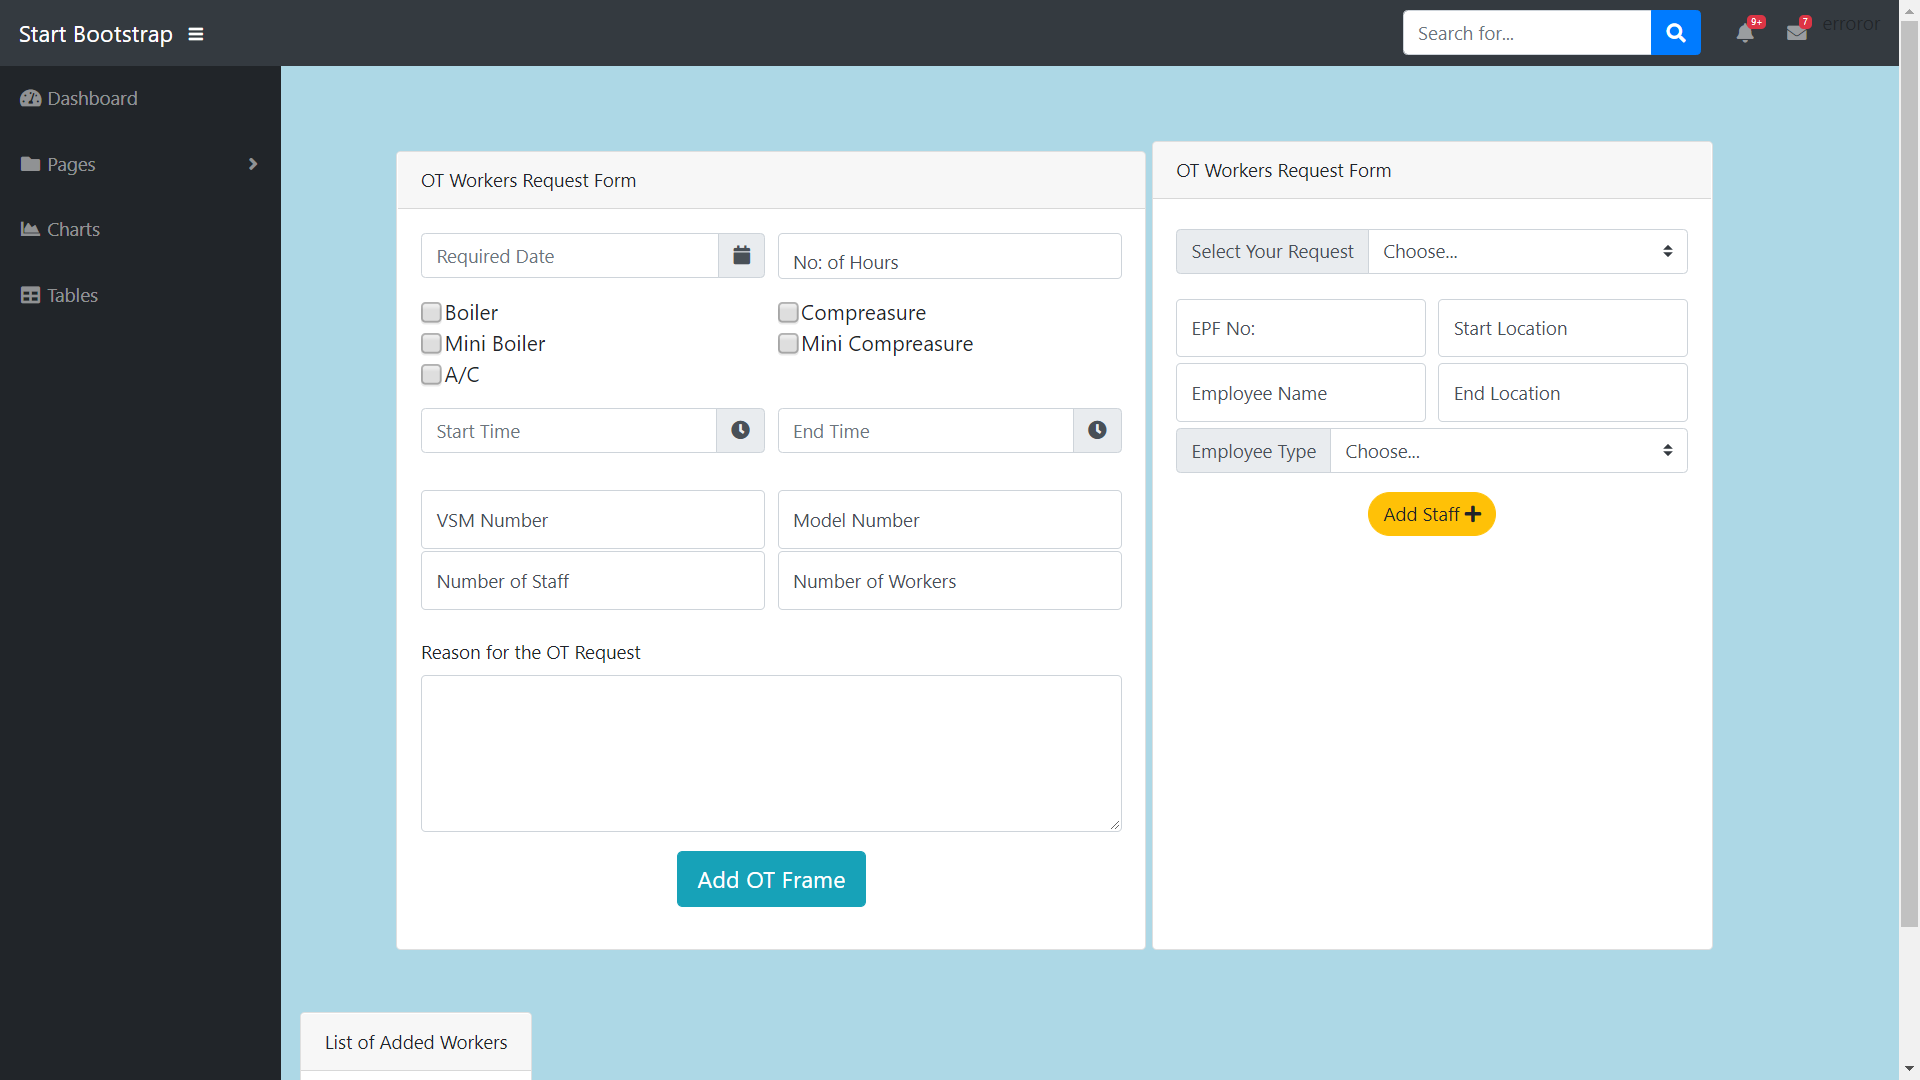 Start Bootstrap
Search for...
9+
7
erroror
Dashboard
Pages
Charts
Tables
OT Workers Request Form
Required Date
No: of Hours
Boiler
Compreasure
Mini Boiler
Mini Compreasure
A/C
Start Time
End Time
VSM Number
Model Number
Number of Staff
Number of Workers
Reason for the OT Request
Add OT Frame
OT Workers Request Form
Select Your Request
Choose...
EPF No:
Start Location
Employee Name
End Location
Employee Type
Choose...
Add Staff
List of Added Workers